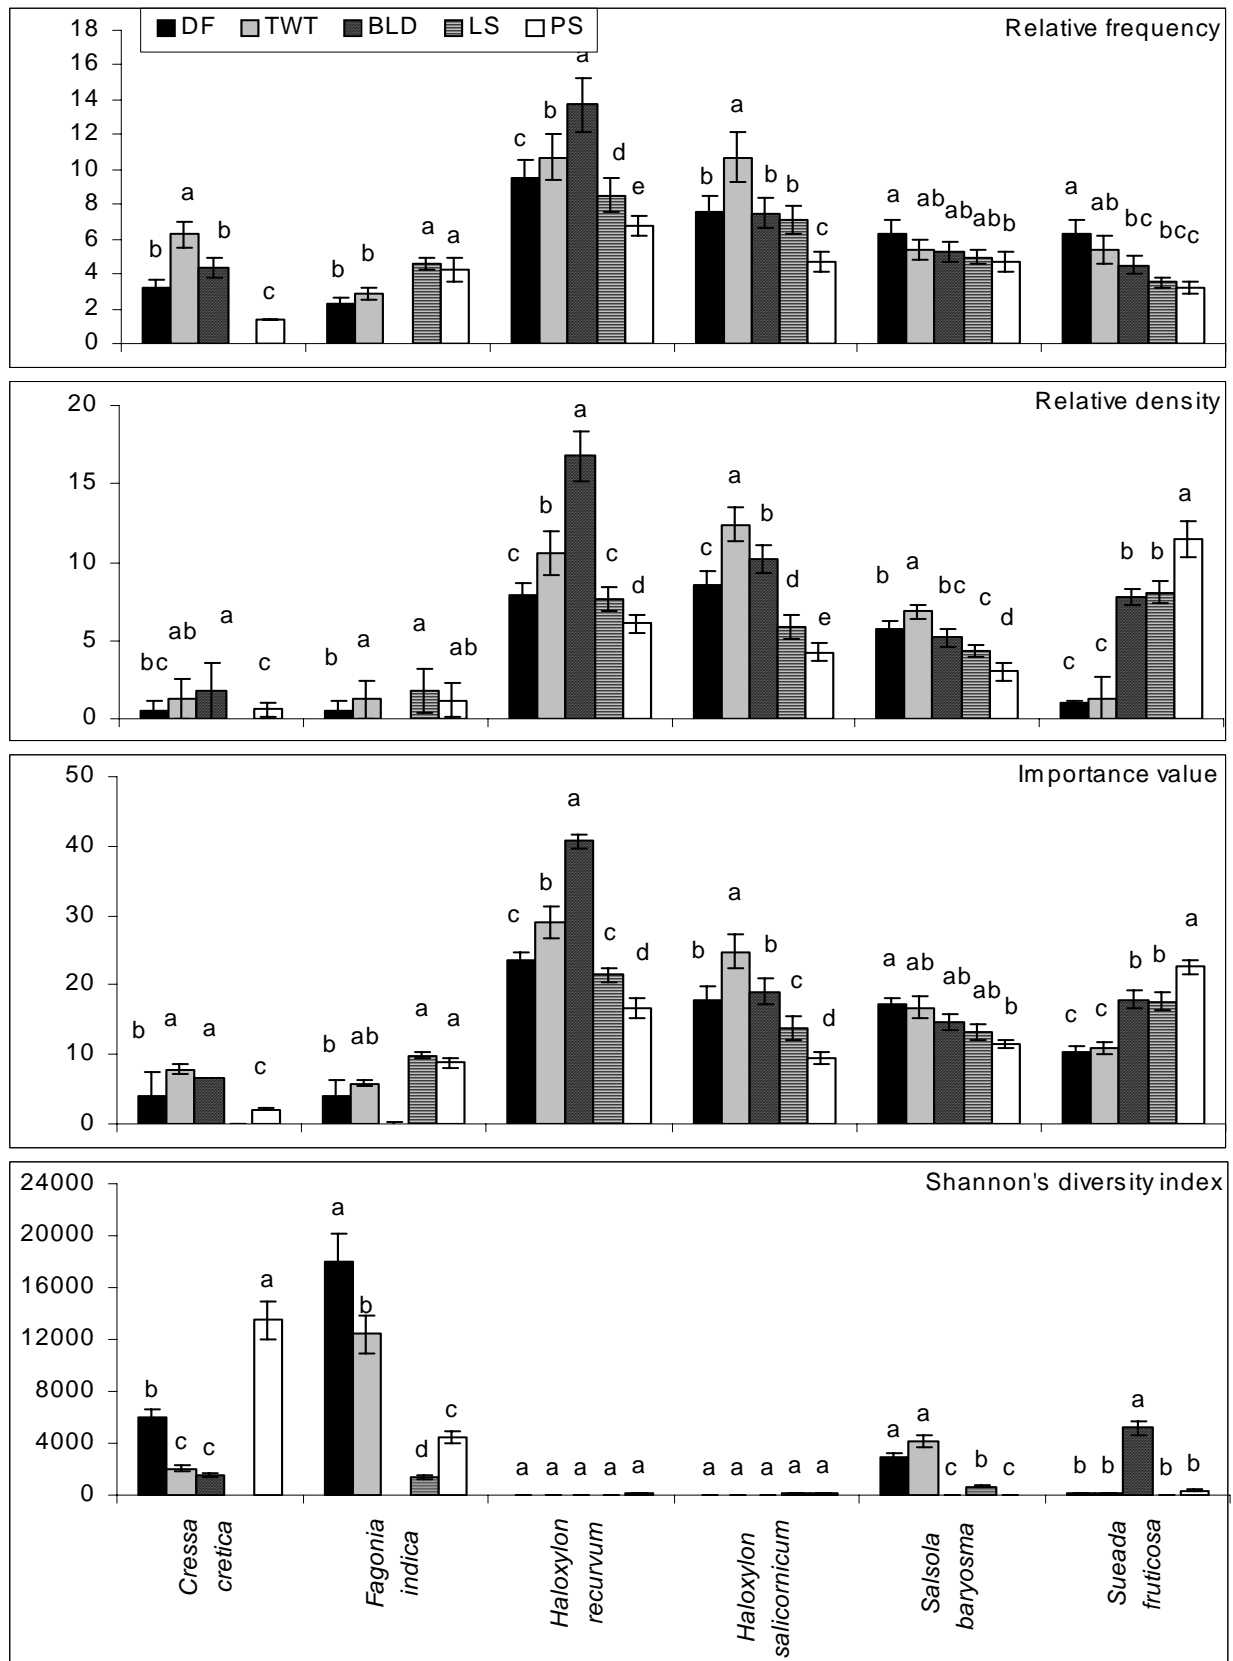 DF TWT BLD LS PS
Relative frequency
18
16
14
12
10
8
6
4
2
0
b a b c
b b a a
c b a d e
b a b b c
a ab ab ab b
a ab bc bc c
Relative density
20
15
10
5
0
bc ab a c
b a a ab
c b a c d
c a b d e
b a bc c d
c c b b a
Importance value
50
40
30
20
10
0
b a a c
b ab a a
c b a c d
b a b c d
a ab ab ab b
c c b b a
Shannon's diversity index
24000
20000
16000
12000
8000
4000
0
b c c a
a b d c
a a a a a
a a a a a
a a c b c
b b a b b
Cressa
cretica
Fagonia
indica
Haloxylon
recurvum
Haloxylon
salicornicum
Salsola
baryosma
Sueada
fruticosa